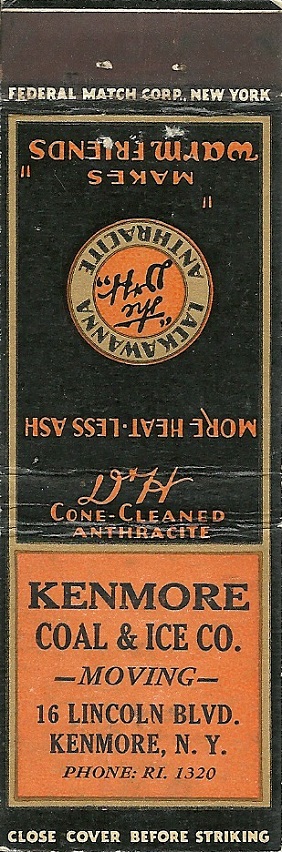 FEDERAL MATCH CORP. NEW YORK
"MAKES
warm FRIENDS"
LACKAWANNA
ANTHRACITE
"The
D&H"
MORE HEAT·LESS ASH
D&H
CONE-CLEANED
ANTHRACITE
KENMORE
COAL & ICE CO.
—MOVING—
16 LINCOLN BLVD.
KENMORE, N. Y.
PHONE: RI. 1320
CLOSE COVER BEFORE STRIKING